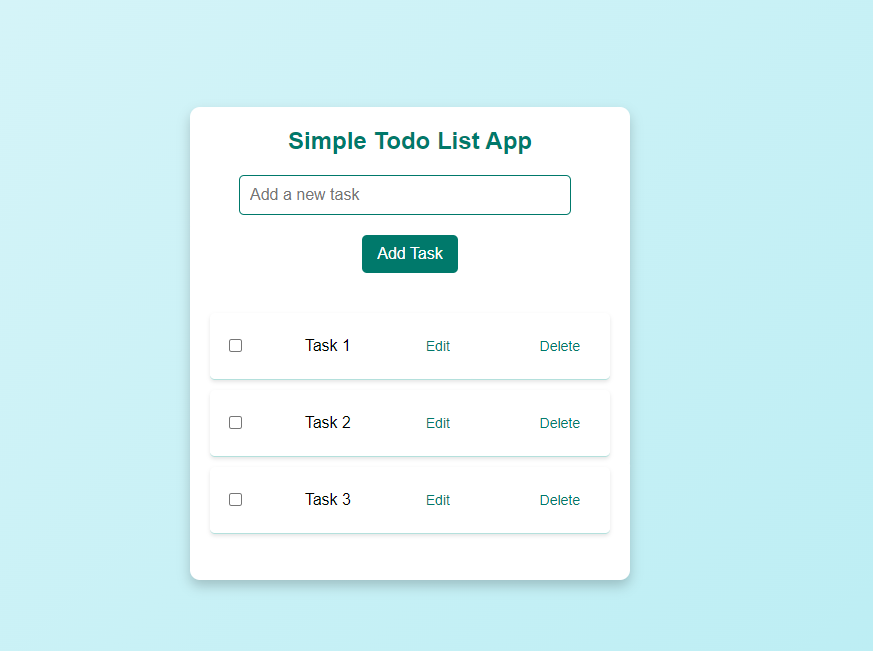 Simple Todo List App
Add a new task
Add Task
Task 1 Edit Delete
Task 2 Edit Delete
Task 3 Edit Delete